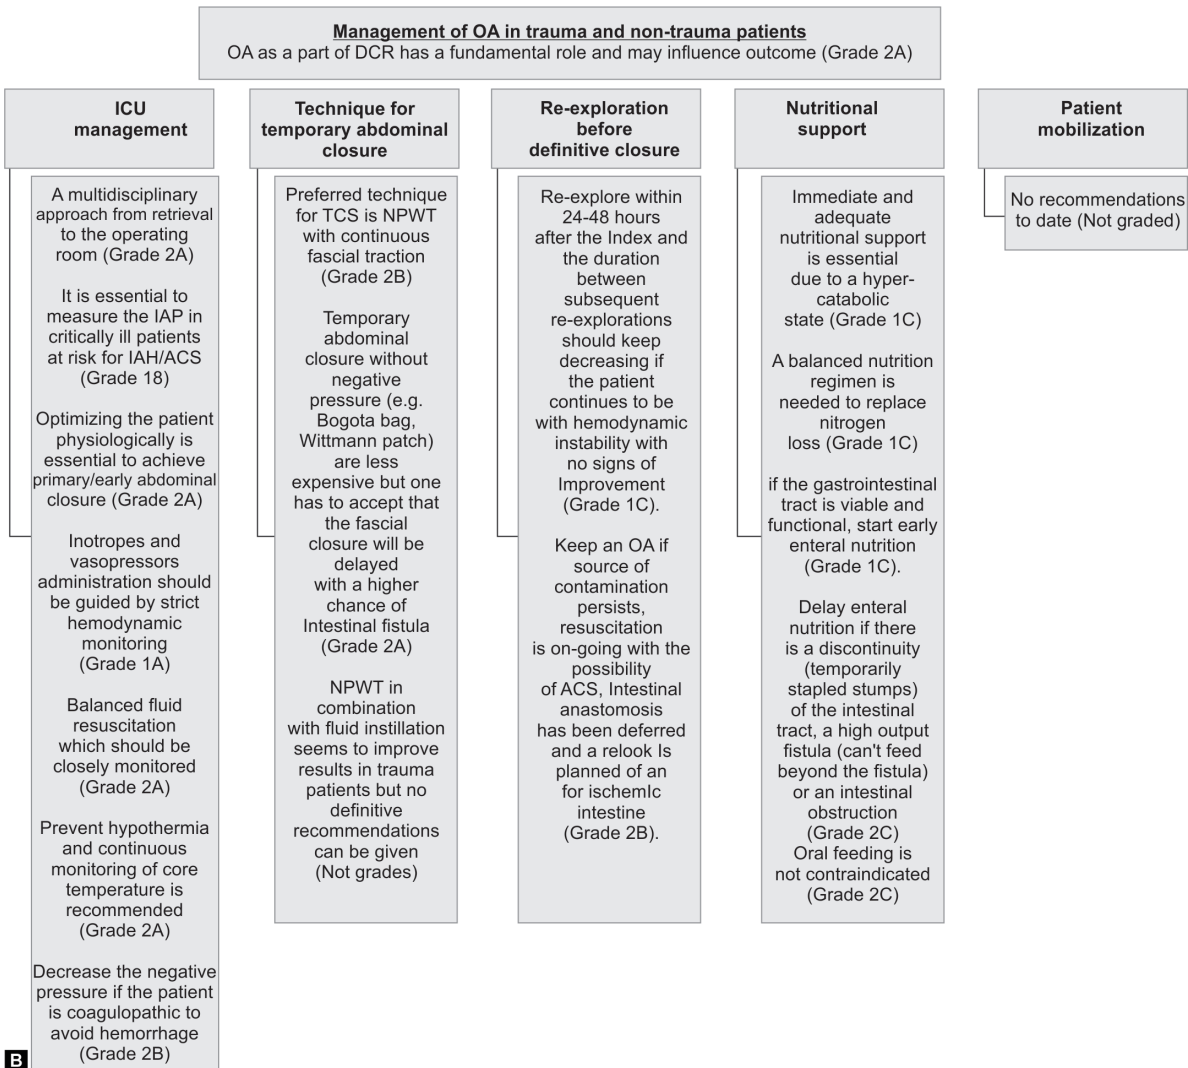 Management of OA in trauma and non-trauma patients
OA as a part of DCR has a fundamental role and may influence outcome (Grade 2A)
ICU
management
A multidisciplinary
approach from retrieval
to the operating
room (Grade 2A)
It is essential to
measure the IAP in
critically ill patients
at risk for IAH/ACS
(Grade 18)
Optimizing the patient
physiologically is
essential to achieve
primary/early abdominal
closure (Grade 2A)
Inotropes and
vasopressors
administration should
be guided by strict
hemodynamic
monitoring
(Grade 1A)
Balanced fluid
resuscitation
which should be
closely monitored
(Grade 2A)
Prevent hypothermia
and continuous
monitoring of core
temperature is
recommended
(Grade 2A)
Decrease the negative
pressure if the patient
is coagulopathic to
avoid hemorrhage
(Grade 2B)
Technique for
temporary abdominal
closure
Preferred technique
for TCS is NPWT
with continuous
fascial traction
(Grade 2B)
Temporary
abdominal
closure without
negative
pressure (e.g.
Bogota bag,
Wittmann patch)
are less
expensive but one
has to accept that
the fascial
closure will be
delayed
with a higher
chance of
Intestinal fistula
(Grade 2A)
NPWT in
combination
with fluid instillation
seems to improve
results in trauma
patients but no
definitive
recommendations
can be given
(Not grades)
Re-exploration
before
definitive closure
Re-explore within
24-48 hours
after the Index and
the duration
between
subsequent
re-explorations
should keep
decreasing if
the patient
continues to be
with hemodynamic
instability with
no signs of
Improvement
(Grade 1C).
Keep an OA if
source of
contamination
persists,
resuscitation
is on-going with the
possibility
of ACS, Intestinal
anastomosis
has been deferred
and a relook Is
planned of an
for ischemIc
intestine
(Grade 2B).
Nutritional
support
Immediate and
adequate
nutritional support
is essential
due to a hyper-
catabolic
state (Grade 1C)
A balanced nutrition
regimen is
needed to replace
nitrogen
loss (Grade 1C)
if the gastrointestinal
tract is viable and
functional, start early
enteral nutrition
(Grade 1C).
Delay enteral
nutrition if there
is a discontinuity
(temporarily
stapled stumps)
of the intestinal
tract, a high output
fistula (can't feed
beyond the fistula)
or an intestinal
obstruction
(Grade 2C)
Oral feeding is
not contraindicated
(Grade 2C)
Patient
mobilization
No recommendations
to date (Not graded)
B